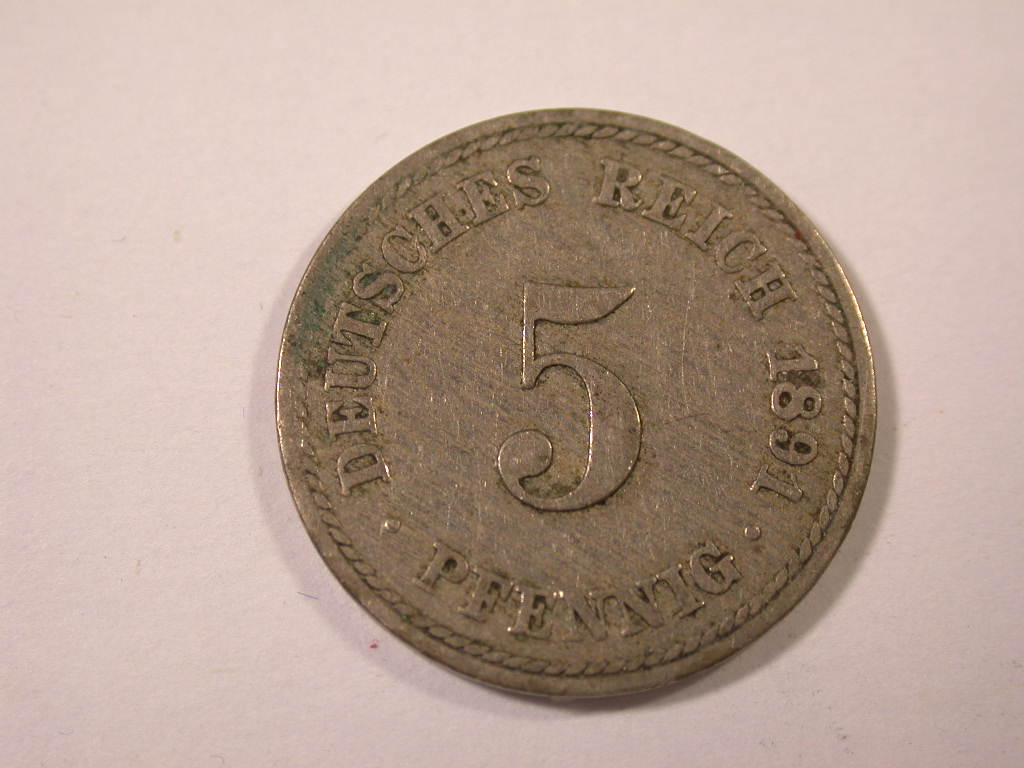 DEUTSCHES REICH 1891
5
· PFENNIG ·